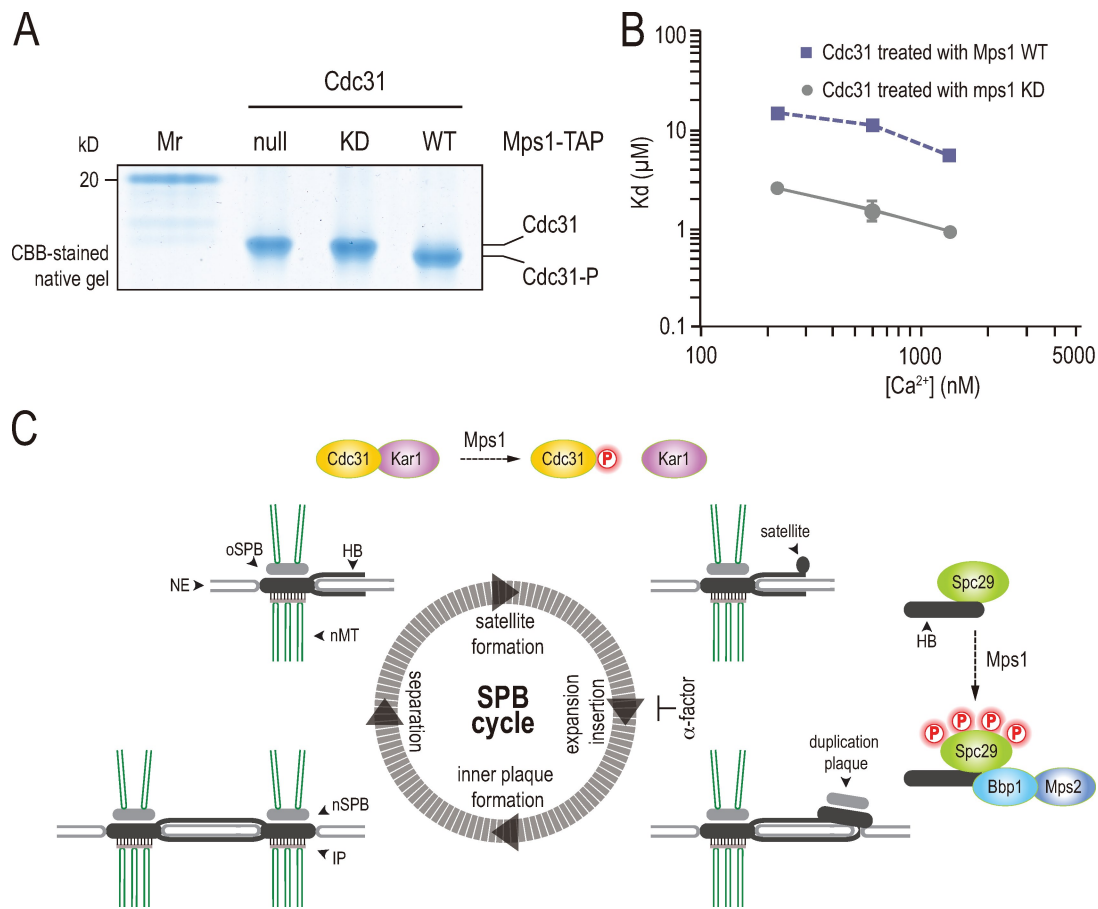 A
Cdc31
kD
Mr
null
KD
WT
Mps1-TAP
20
Cdc31
Cdc31-P
CBB-stained
native gel
B
Cdc31 treated with Mps1 WT
Cdc31 treated with mps1 KD
Kd (µM)
100
10
1
0.1
100
1000
5000
[Ca²⁺] (nM)
C
Cdc31
Kar1
Mps1
Cdc31
P
Kar1
oSPB
HB
NE
nMT
satellite
Spc29
HB
Mps1
P
P
P
P
Spc29
Bbp1
Mps2
satellite
formation
SPB
cycle
separation
expansion
insertion
α-factor
inner plaque
formation
nSPB
IP
duplication
plaque